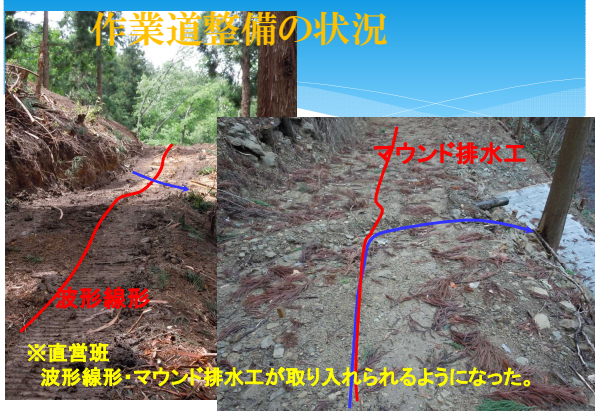 作業道整備の状況
マウンド排水工
波形線形
※直営班
波形線形・マウンド排水工が取り入れられるようになった。